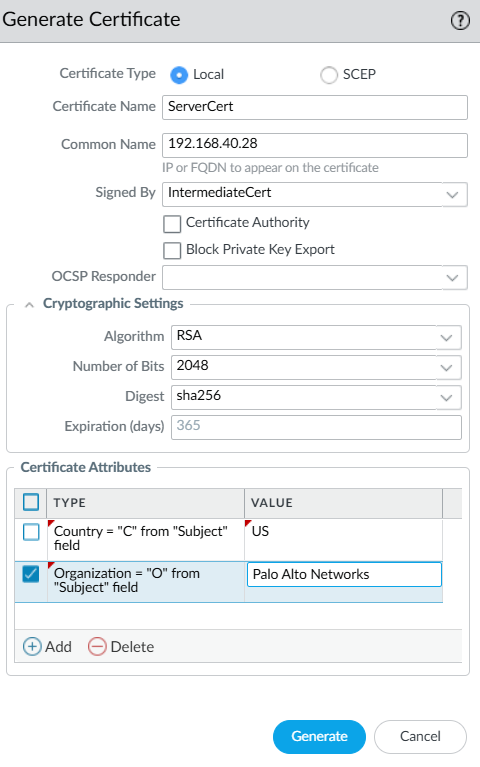 Generate Certificate
?
Certificate Type
Local
SCEP
Certificate Name
ServerCert
Common Name
192.168.40.28
IP or FQDN to appear on the certificate
Signed By
IntermediateCert
Certificate Authority
Block Private Key Export
OCSP Responder
Cryptographic Settings
Algorithm
RSA
Number of Bits
2048
Digest
sha256
Expiration (days)
365
Certificate Attributes
TYPE
VALUE
Country = "C" from "Subject"
field
US
Organization = "O" from
"Subject" field
Palo Alto Networks
Add
Delete
Generate
Cancel